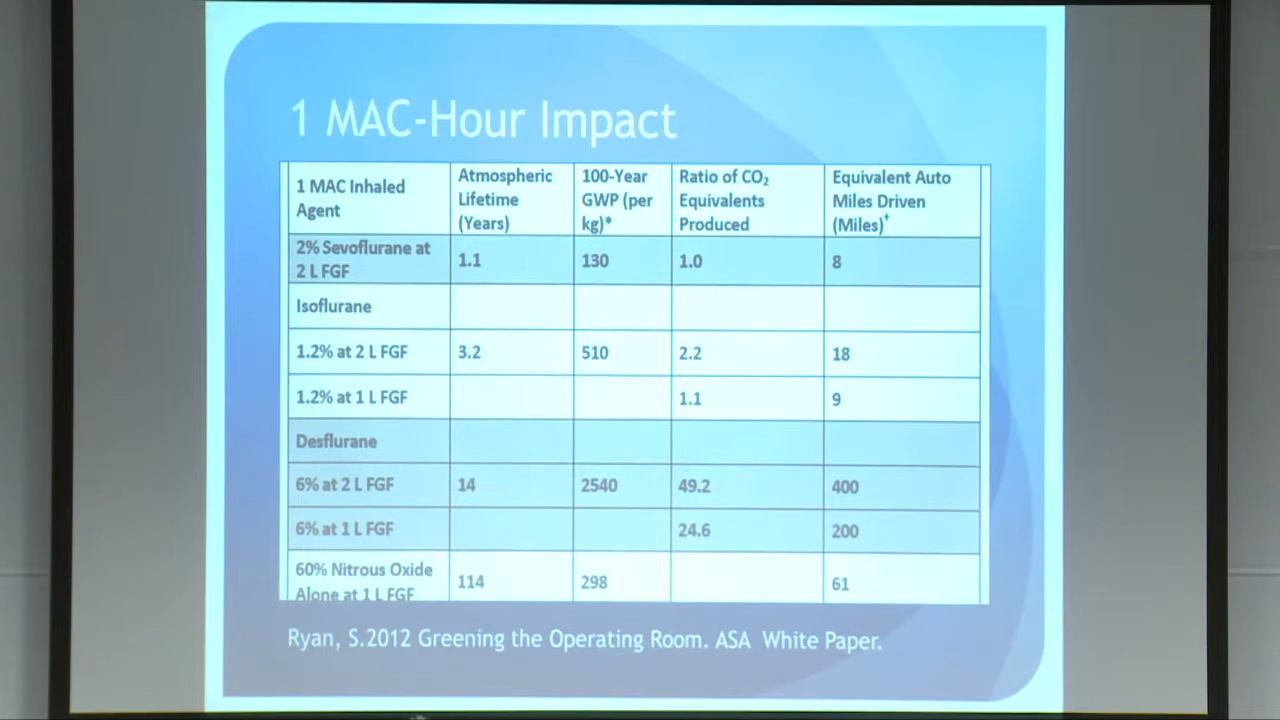 1 MAC-Hour Impact
1 MAC Inhaled
Agent
Atmospheric
Lifetime
(Years)
100-Year
GWP (per
kg)*
Ratio of CO₂
Equivalents
Produced
Equivalent Auto
Miles Driven
(Miles)†
2% Sevoflurane at
2 L FGF
1.1
130
1.0
8
Isoflurane
1.2% at 2 L FGF
3.2
510
2.2
18
1.2% at 1 L FGF
1.1
9
Desflurane
6% at 2 L FGF
14
2540
49.2
400
6% at 1 L FGF
24.6
200
60% Nitrous Oxide
Alone at 1 L FGF
114
298
61
Ryan, S.2012 Greening the Operating Room. ASA White Paper.